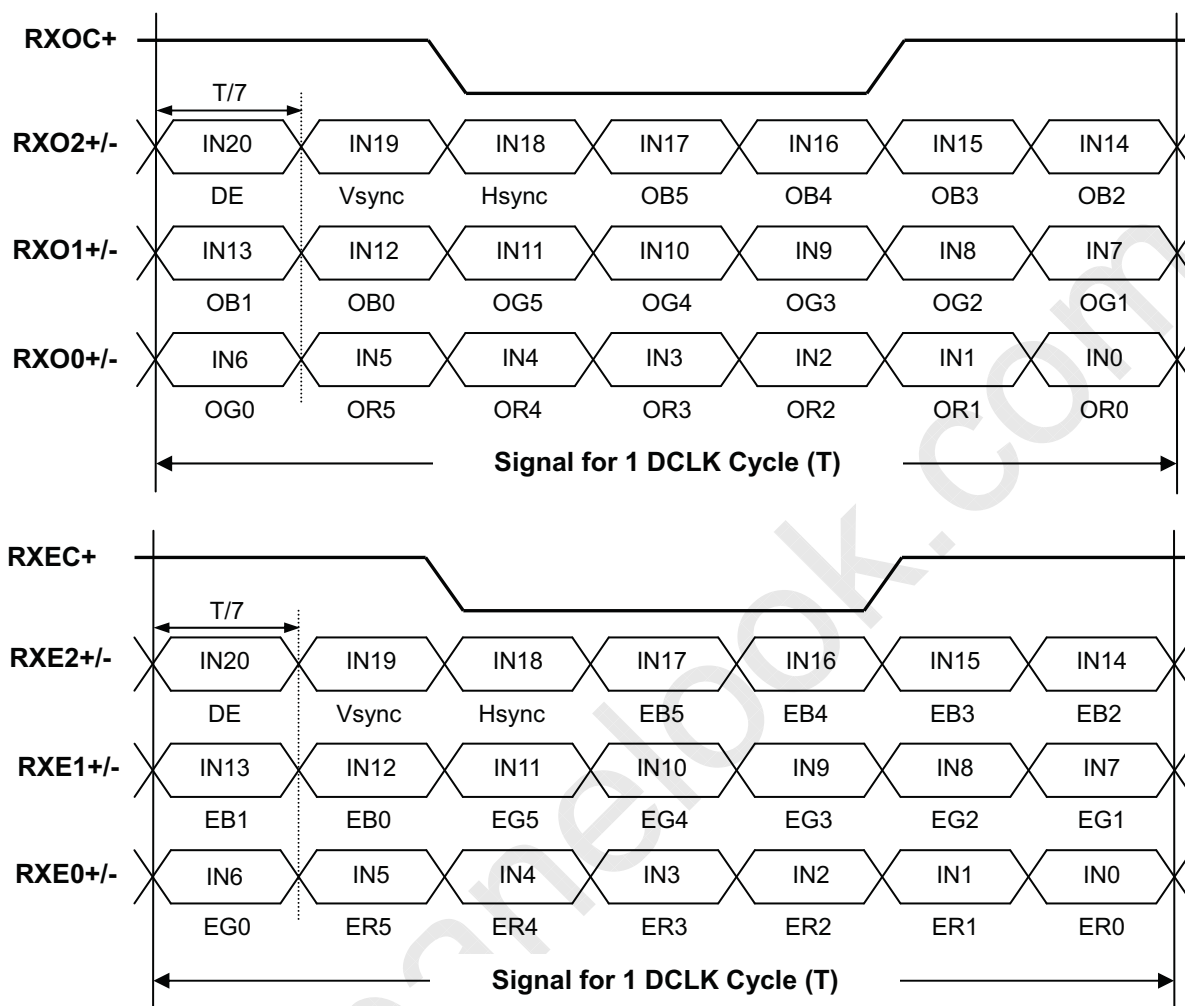 RXOC+
T/7
RXO2+/- IN20 IN19 IN18 IN17 IN16 IN15 IN14
DE Vsync Hsync OB5 OB4 OB3 OB2
RXO1+/- IN13 IN12 IN11 IN10 IN9 IN8 IN7
OB1 OB0 OG5 OG4 OG3 OG2 OG1
RXO0+/- IN6 IN5 IN4 IN3 IN2 IN1 IN0
OG0 OR5 OR4 OR3 OR2 OR1 OR0
Signal for 1 DCLK Cycle (T)
RXEC+
T/7
RXE2+/- IN20 IN19 IN18 IN17 IN16 IN15 IN14
DE Vsync Hsync EB5 EB4 EB3 EB2
RXE1+/- IN13 IN12 IN11 IN10 IN9 IN8 IN7
EB1 EB0 EG5 EG4 EG3 EG2 EG1
RXE0+/- IN6 IN5 IN4 IN3 IN2 IN1 IN0
EG0 ER5 ER4 ER3 ER2 ER1 ER0
Signal for 1 DCLK Cycle (T)